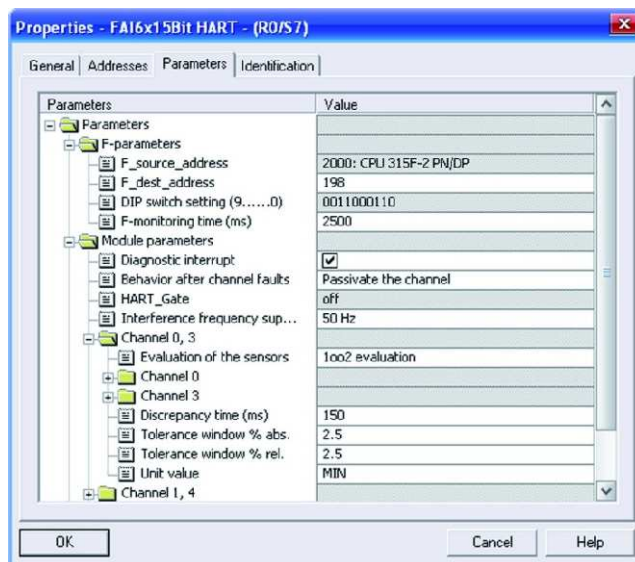 Properties - FAI6x15Bit HART - (R0/S7)
General Addresses Parameters Identification
Parameters Value
Parameters
F-parameters
F_source_address 2000: CPU 315F-2 PN/DP
F_dest_address 198
DIP switch setting (9......0) 0011000110
F-monitoring time (ms) 2500
Module parameters
Diagnostic interrupt
Behavior after channel faults Passivate the channel
HART_Gate off
Interference frequency sup... 50 Hz
Channel 0, 3
Evaluation of the sensors 1oo2 evaluation
Channel 0
Channel 3
Discrepancy time (ms) 150
Tolerance window % abs. 2.5
Tolerance window % rel. 2.5
Unit value MIN
Channel 1, 4
OK Cancel Help